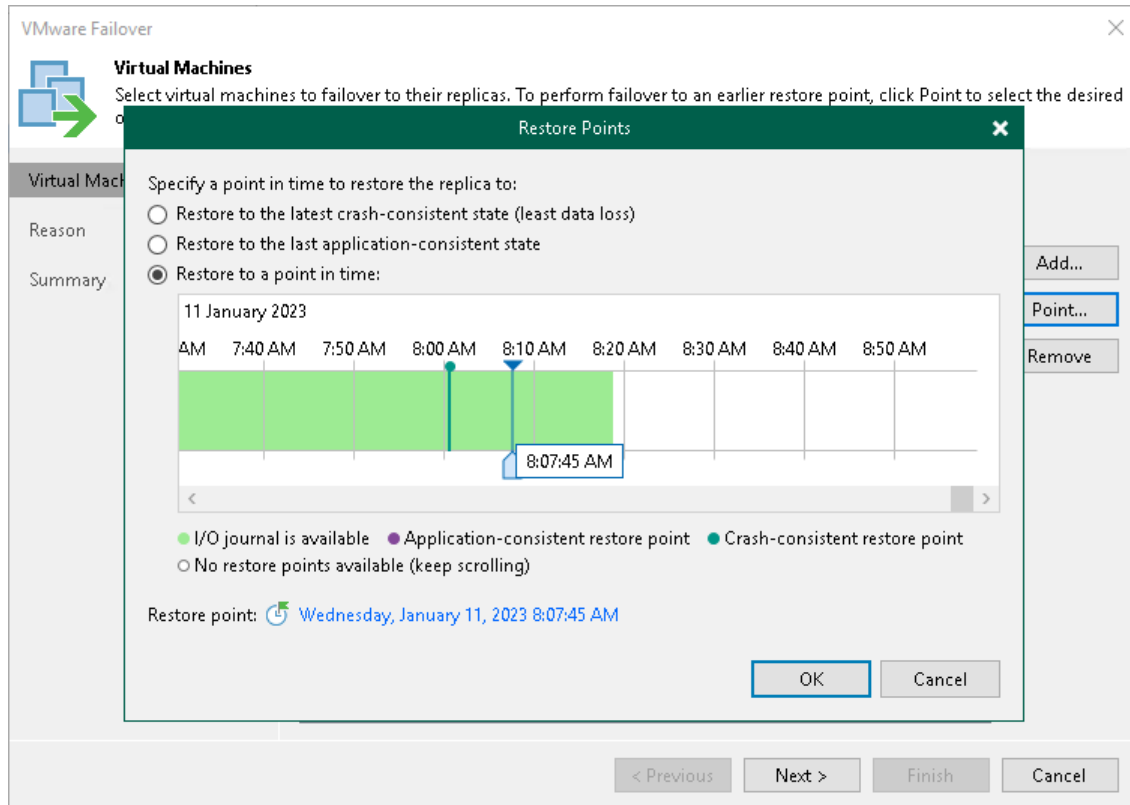 VMware Failover
Virtual Machines
Select virtual machines to failover to their replicas. To perform failover to an earlier restore point, click Point to select the desired
Restore Points
Virtual Mach
Reason
Summary
Specify a point in time to restore the replica to:
Restore to the latest crash-consistent state (least data loss)
Restore to the last application-consistent state
Restore to a point in time:
11 January 2023
AM 7:40 AM 7:50 AM 8:00 AM 8:10 AM 8:20 AM 8:30 AM 8:40 AM 8:50 AM
8:07:45 AM
I/O journal is available Application-consistent restore point Crash-consistent restore point
No restore points available (keep scrolling)
Restore point: Wednesday, January 11, 2023 8:07:45 AM
OK Cancel
Add...
Point...
Remove
< Previous Next > Finish Cancel